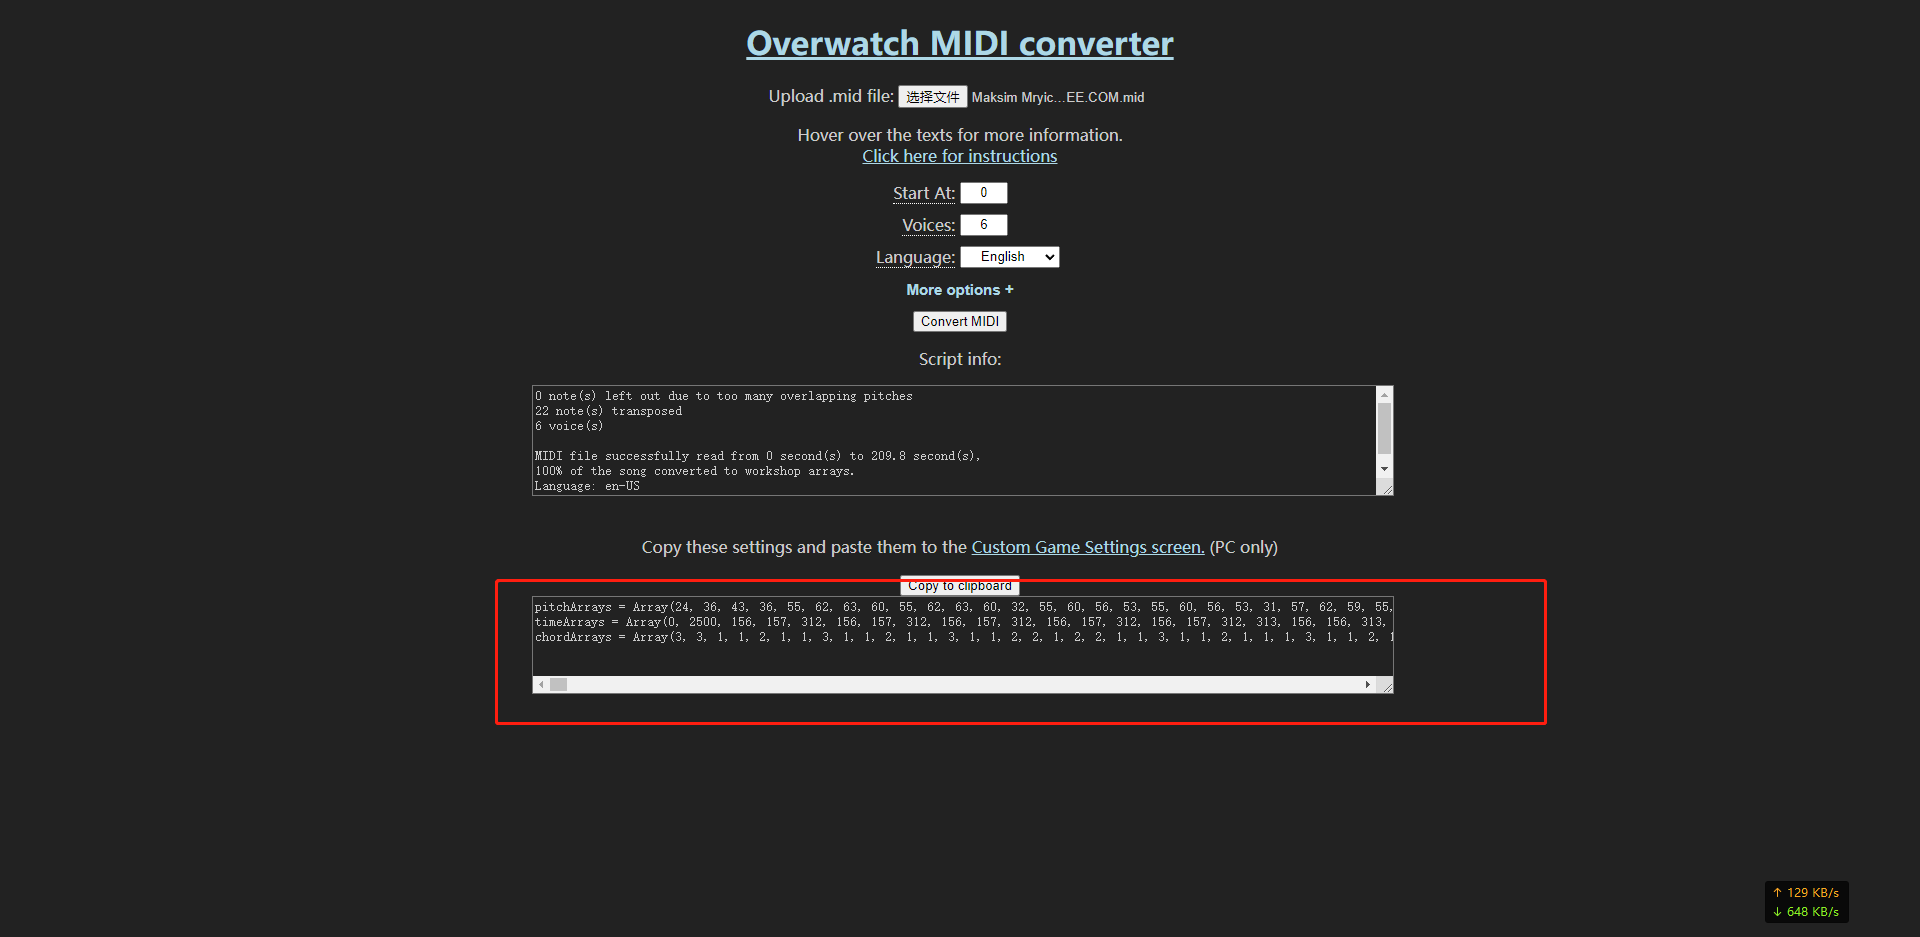 Overwatch MIDI converter
Upload .mid file: 选择文件 Maksim Mryic...EE.COM.mid
Hover over the texts for more information.
Click here for instructions
Start At: 0
Voices: 6
Language: English
More options +
Convert MIDI
Script info:
0 note(s) left out due to too many overlapping pitches
22 note(s) transposed
6 voice(s)
MIDI file successfully read from 0 second(s) to 209.8 second(s),
100% of the song converted to workshop arrays.
Language: en-US
Copy these settings and paste them to the Custom Game Settings screen. (PC only)
Copy to clipboard
pitchArrays = Array(24, 36, 43, 36, 55, 62, 63, 60, 55, 62, 63, 60, 32, 55, 60, 56, 53, 55, 60, 56, 53, 31, 57, 62, 59, 55,
timeArrays = Array(0, 2500, 156, 157, 312, 156, 157, 312, 156, 157, 312, 156, 157, 312, 156, 157, 312, 313, 156, 156, 313,
chordArrays = Array(3, 3, 1, 1, 2, 1, 1, 3, 1, 1, 2, 1, 1, 3, 1, 1, 2, 2, 1, 2, 2, 1, 1, 3, 1, 1, 2, 1, 1, 1, 3, 1, 1, 2, 1
↑ 129 KB/s
↓ 648 KB/s